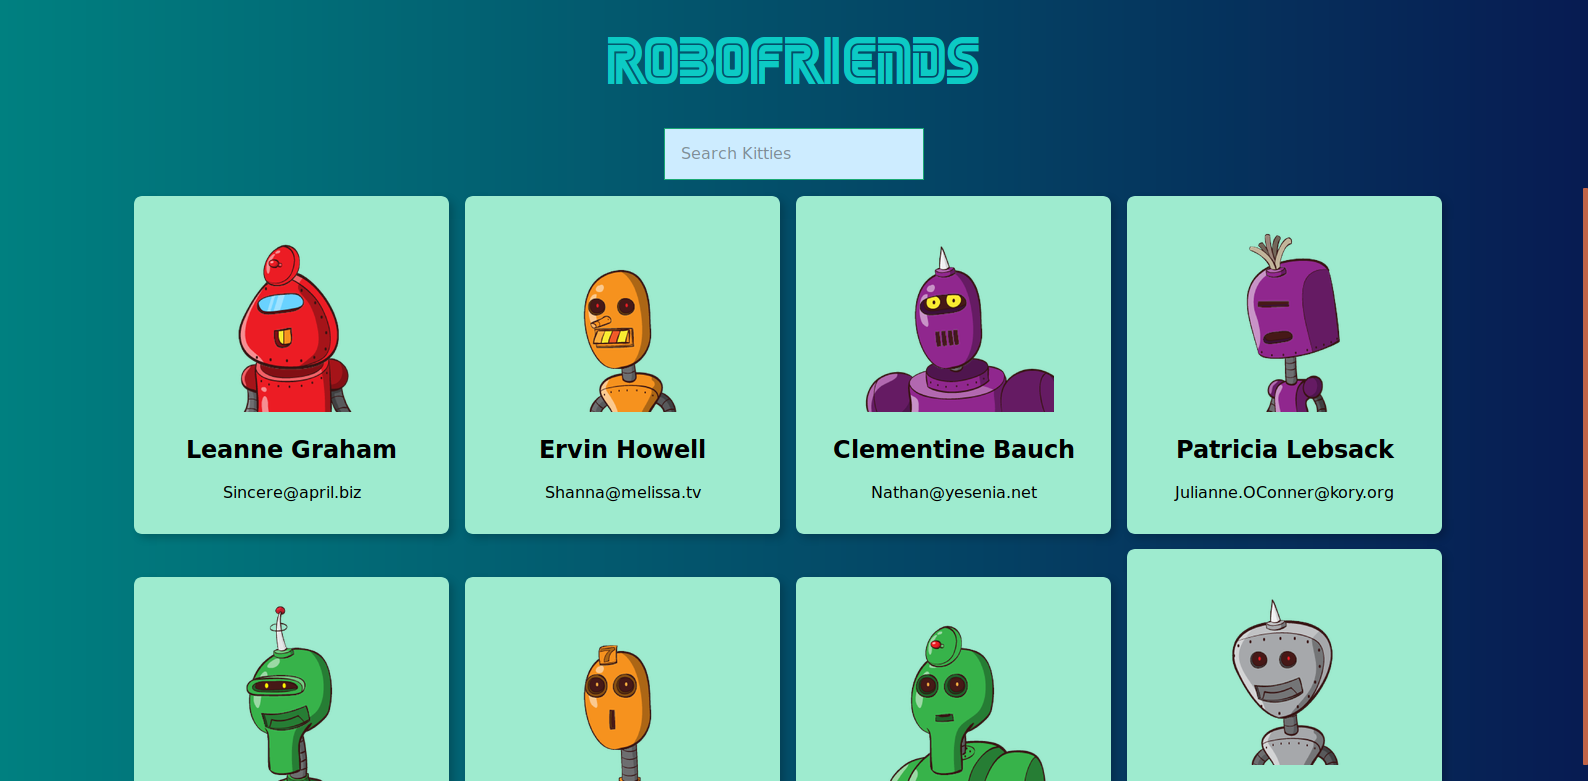 ROBOFRIENDS
Search Kitties
Leanne Graham
Sincere@april.biz
Ervin Howell
Shanna@melissa.tv
Clementine Bauch
Nathan@yesenia.net
Patricia Lebsack
Julianne.OConner@kory.org
7